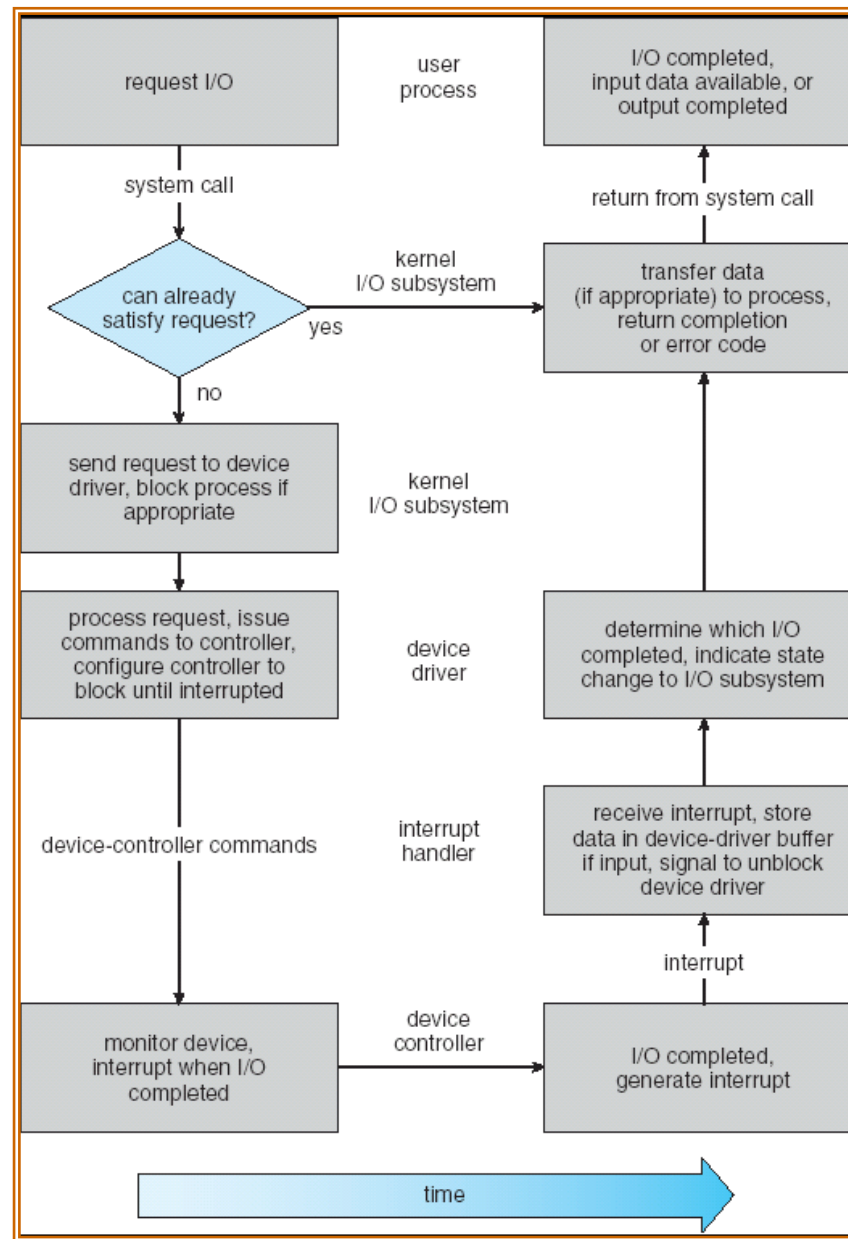 request I/O
user
process
I/O completed,
input data available, or
output completed
system call
return from system call
can already
satisfy request?
kernel
I/O subsystem
yes
transfer data
(if appropriate) to process,
return completion
or error code
no
send request to device
driver, block process if
appropriate
kernel
I/O subsystem
process request, issue
commands to controller,
configure controller to
block until interrupted
device
driver
determine which I/O
completed, indicate state
change to I/O subsystem
device-controller commands
interrupt
handler
receive interrupt, store
data in device-driver buffer
if input, signal to unblock
device driver
interrupt
monitor device,
interrupt when I/O
completed
device
controller
I/O completed,
generate interrupt
time